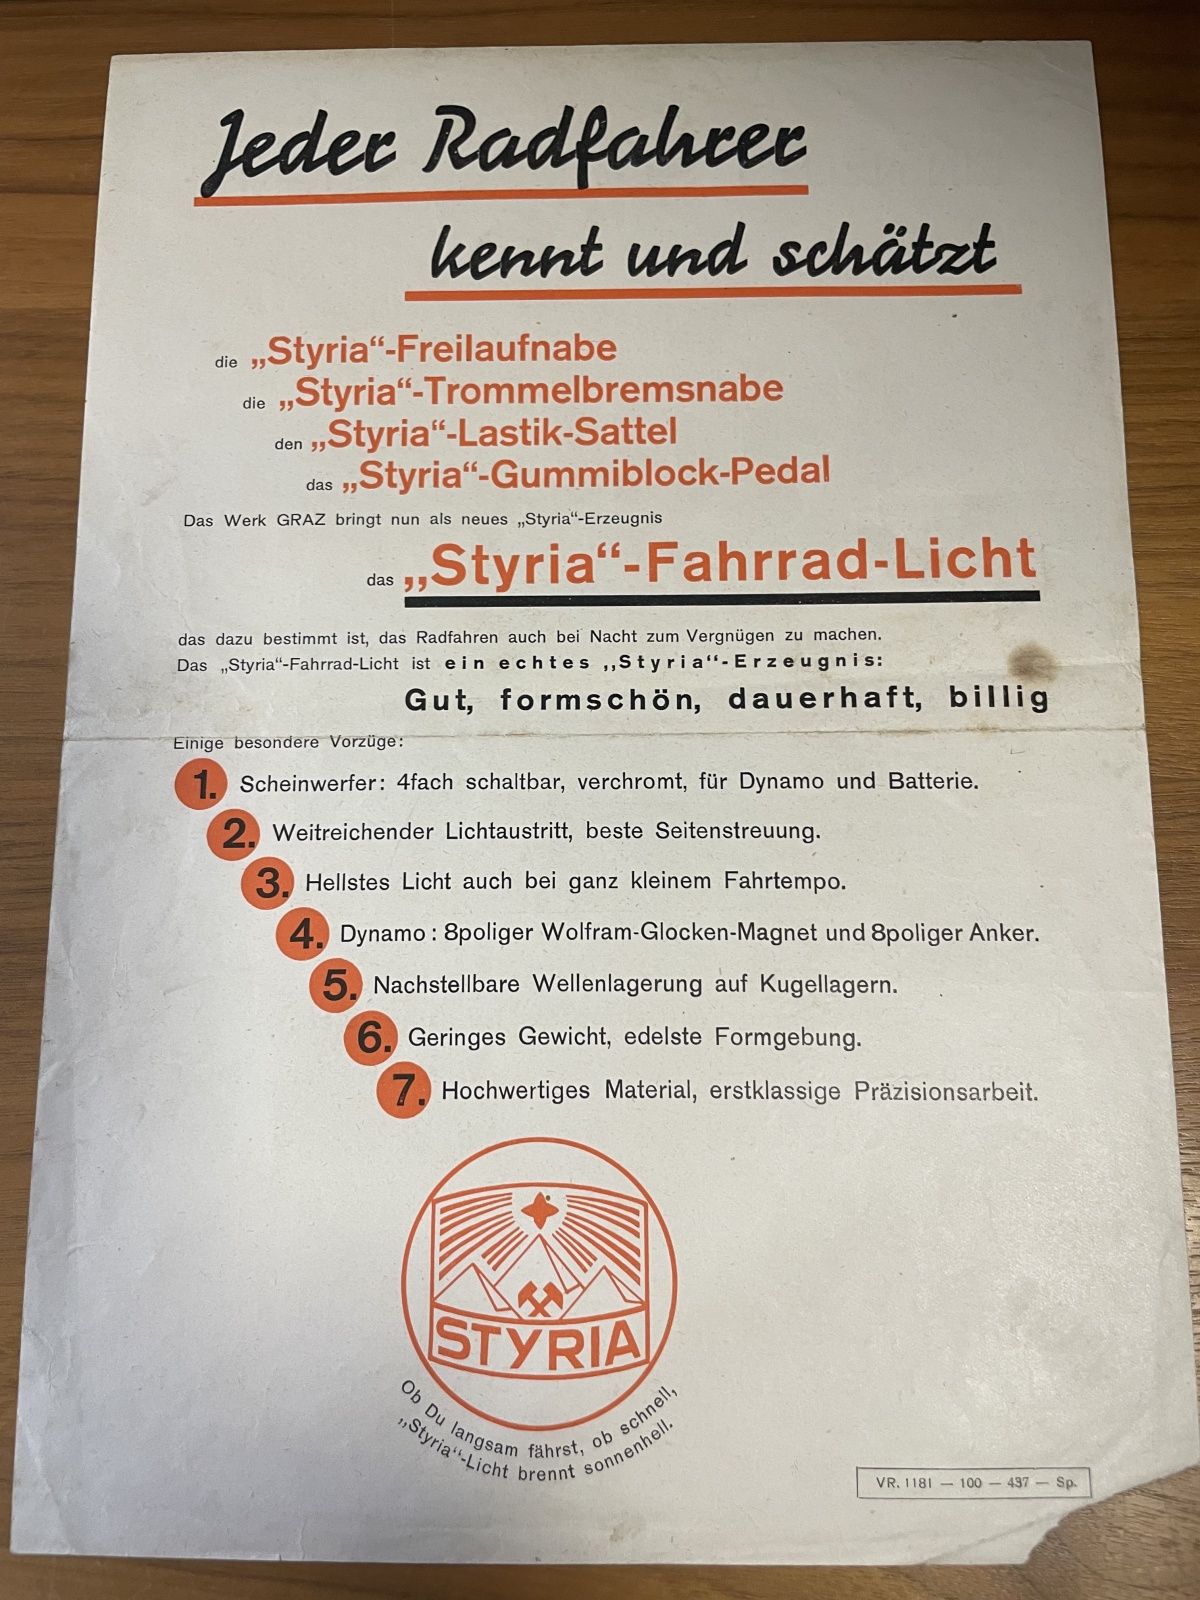 Jeder Radfahrer
kennt und schätzt
die „Styria“-Freilaufnabe
die „Styria“-Trommelbremsnabe
den „Styria“-Lastik-Sattel
das „Styria“-Gummiblock-Pedal
Das Werk GRAZ bringt nun als neues „Styria“-Erzeugnis
das „Styria“-Fahrrad-Licht
das dazu bestimmt ist, das Radfahren auch bei Nacht zum Vergnügen zu machen.
Das „Styria“-Fahrrad-Licht ist ein echtes „Styria“-Erzeugnis:
Gut, formschön, dauerhaft, billig
Einige besondere Vorzüge:
1. Scheinwerfer: 4fach schaltbar, verchromt, für Dynamo und Batterie.
2. Weitreichender Lichtaustritt, beste Seitenstreuung.
3. Hellstes Licht auch bei ganz kleinem Fahrtempo.
4. Dynamo: 8poliger Wolfram-Glocken-Magnet und 8poliger Anker.
5. Nachstellbare Wellenlagerung auf Kugellagern.
6. Geringes Gewicht, edelste Formgebung.
7. Hochwertiges Material, erstklassige Präzisionsarbeit.
STYRIA
Ob Du langsam fährst, ob schnell,
„Styria“-Licht brennt sonnenhell.
VR. 1181 — 100 — 437 — Sp.